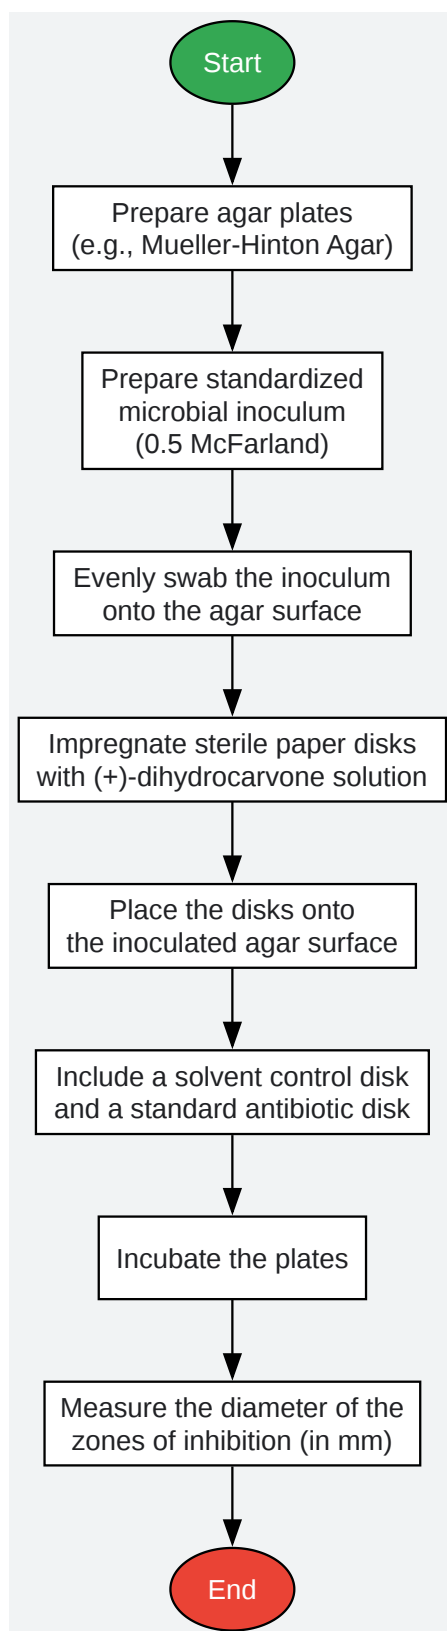 Start
Prepare agar plates
(e.g., Mueller-Hinton Agar)
Prepare standardized
microbial inoculum
(0.5 McFarland)
Evenly swab the inoculum
onto the agar surface
Impregnate sterile paper disks
with (+)-dihydrocarvone solution
Place the disks onto
the inoculated agar surface
Include a solvent control disk
and a standard antibiotic disk
Incubate the plates
Measure the diameter of the
zones of inhibition (in mm)
End